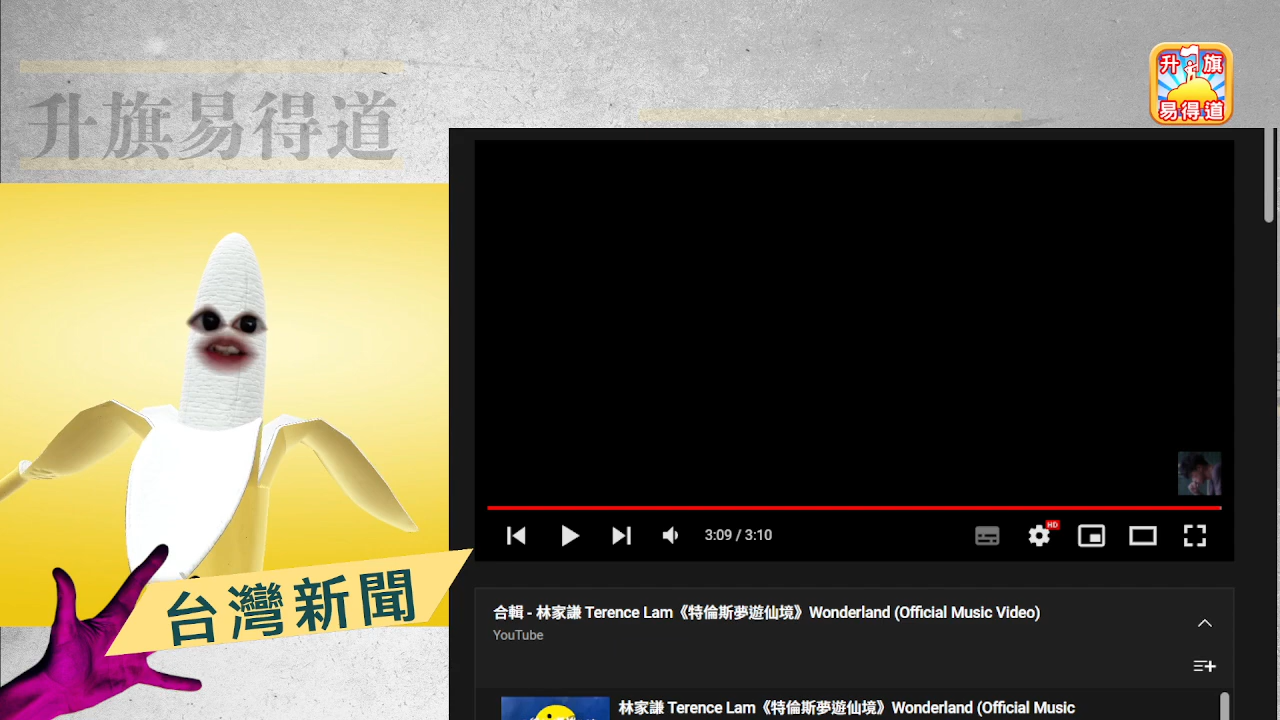 升旗易得道
升旗
易得道
3:09 / 3:10
HD
台灣新聞
合輯 - 林家謙 Terence Lam《特倫斯夢遊仙境》Wonderland (Official Music Video)
YouTube
林家謙 Terence Lam《特倫斯夢遊仙境》Wonderland (Official Music